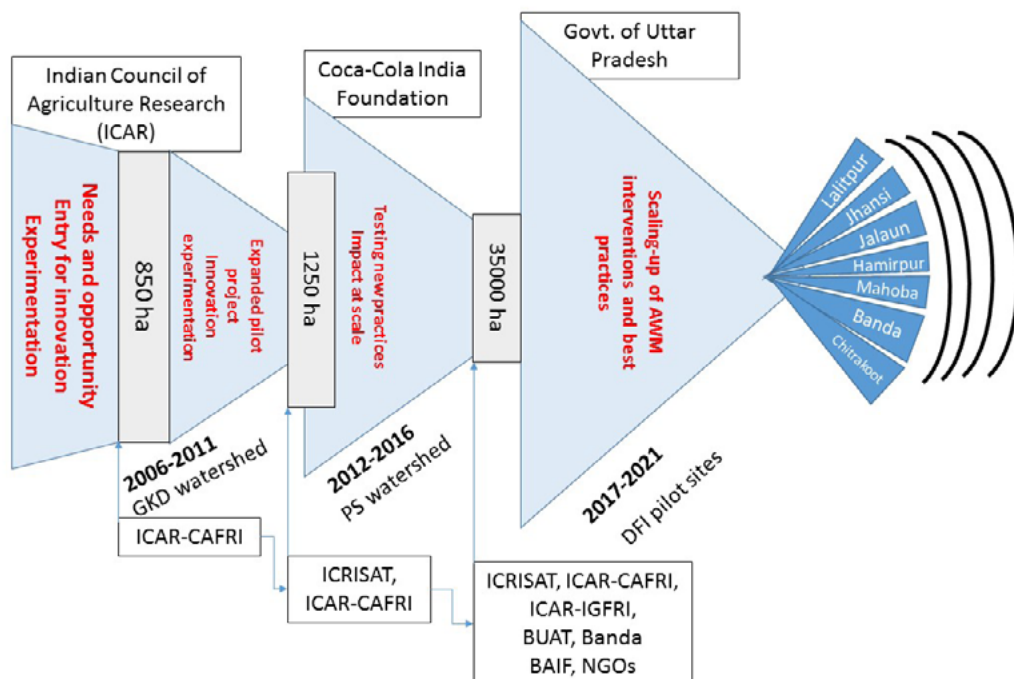 Indian Council of
Agriculture Research
(ICAR)
Coca-Cola India
Foundation
Govt. of Uttar
Pradesh
Needs and opportunity
Entry for innovation
Experimentation
850 ha
Expanded pilot
project
Innovation
experimentation
1250 ha
Testing new practices
Impact at scale
35000 ha
Scaling-up of AWM
interventions and best
practices
Lalitpur
Jhansi
Jalaun
Hamirpur
Mahoba
Banda
Chitrakoot
2006-2011
GKD watershed
2012-2016
PS watershed
2017-2021
DFI pilot sites
ICAR-CAFRI
ICRISAT,
ICAR-CAFRI
ICRISAT, ICAR-CAFRI,
ICAR-IGFRI,
BUAT, Banda
BAIF, NGOs